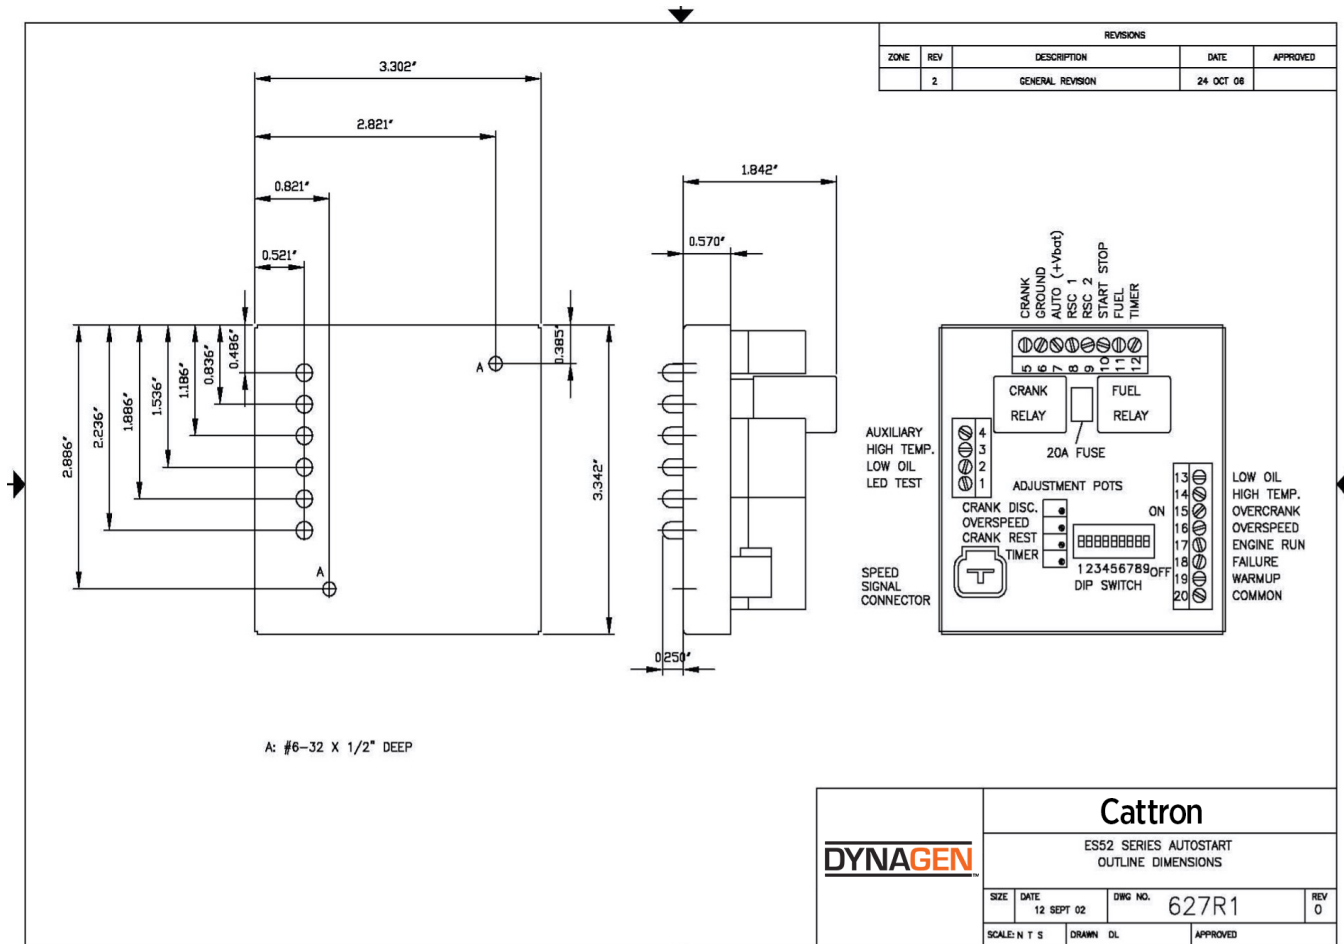 REVISIONS
ZONE REV DESCRIPTION DATE APPROVED
2 GENERAL REVISION 24 OCT 06
3.302"
2.821"
0.821"
0.521"
0.486"
0.836"
1.186"
1.536"
1.886"
2.236"
2.886"
0.385"
3.342"
A
A
1.842"
0.570"
0.250"
CRANK
GROUND
AUTO (+Vbat)
RSC 1
RSC 2
START STOP
FUEL
TIMER
5 6 7 8 9 10 11 12
CRANK RELAY
FUEL RELAY
20A FUSE
AUXILIARY 4
HIGH TEMP. 3
LOW OIL 2
LED TEST 1
ADJUSTMENT POTS
CRANK DISC.
OVERSPEED
CRANK REST
TIMER
ON
123456789 OFF
DIP SWITCH
SPEED
SIGNAL
CONNECTOR
13 LOW OIL
14 HIGH TEMP.
15 OVERCRANK
16 OVERSPEED
17 ENGINE RUN
18 FAILURE
19 WARMUP
20 COMMON
A: #6-32 X 1/2" DEEP
DYNAGEN™
Cattron
ES52 SERIES AUTOSTART
OUTLINE DIMENSIONS
SIZE DATE 12 SEPT 02 DWG NO. 627R1 REV 0
SCALE: N T S DRAWN DL APPROVED